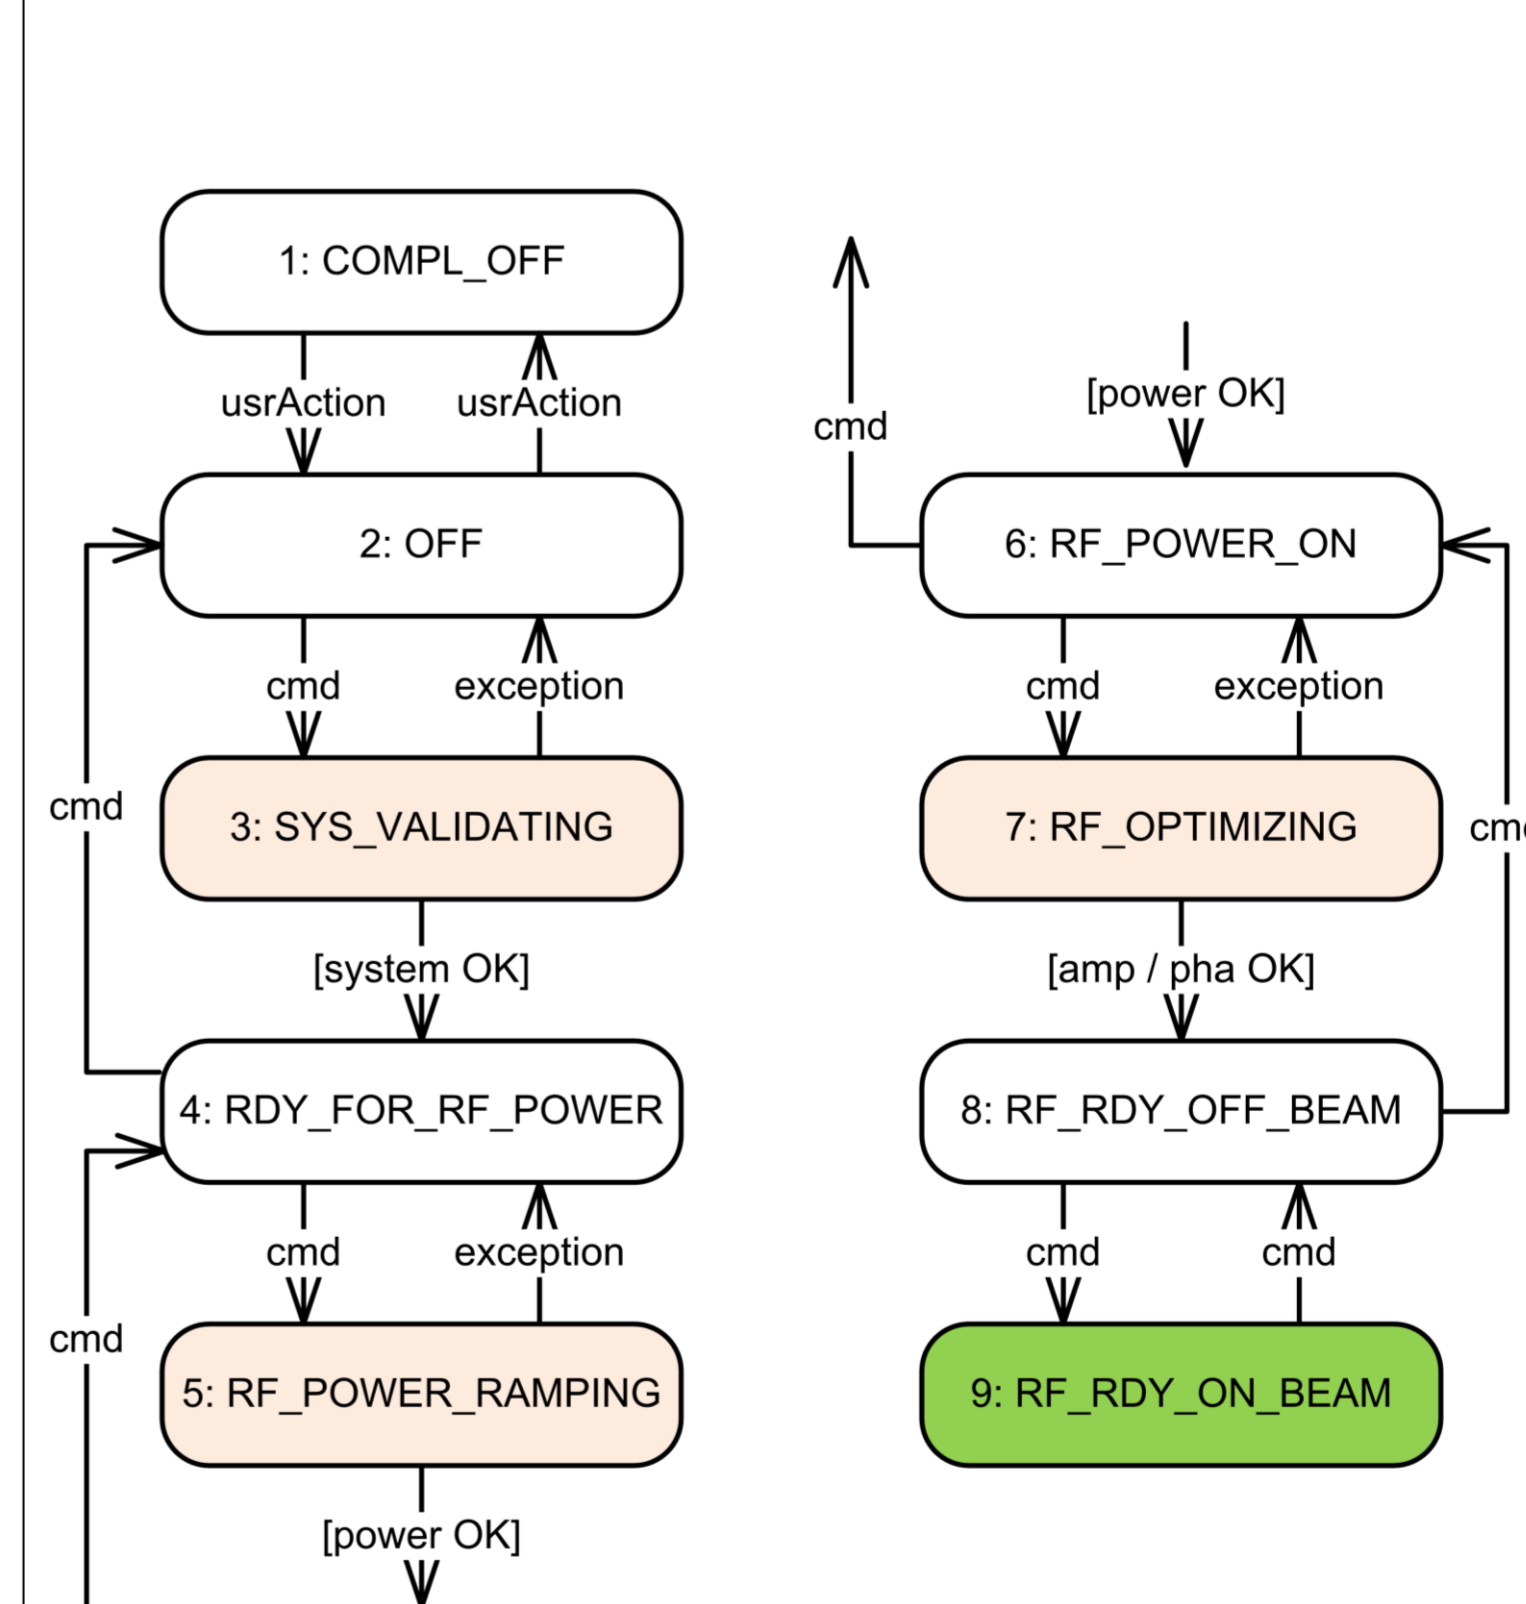 1: COMPL_OFF
usrAction
usrAction
2: OFF
cmd
exception
cmd
3: SYS_VALIDATING
[system OK]
4: RDY_FOR_RF_POWER
cmd
exception
cmd
5: RF_POWER_RAMPING
[power OK]
cmd
[power OK]
6: RF_POWER_ON
cmd
exception
7: RF_OPTIMIZING
cm
[amp / pha OK]
8: RF_RDY_OFF_BEAM
cmd
cmd
9: RF_RDY_ON_BEAM